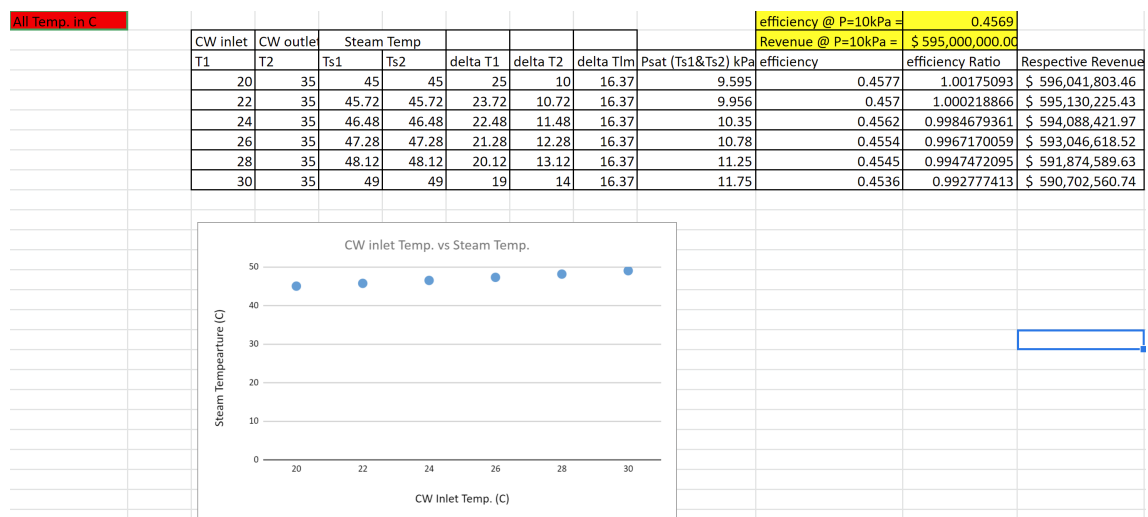 All Temp. in C efficiency @ P=10kPa = 0.4569
CW inlet CW outlet Steam Temp Revenue @ P=10kPa = $ 595,000,000.00
T1 T2 Ts1 Ts2 delta T1 delta T2 delta Tlm Psat (Ts1&Ts2) kPa efficiency efficiency Ratio Respective Revenue
20 35 45 45 25 10 16.37 9.595 0.4577 1.00175093 $ 596,041,803.46
22 35 45.72 45.72 23.72 10.72 16.37 9.956 0.457 1.000218866 $ 595,130,225.43
24 35 46.48 46.48 22.48 11.48 16.37 10.35 0.4562 0.9984679361 $ 594,088,421.97
26 35 47.28 47.28 21.28 12.28 16.37 10.78 0.4554 0.9967170059 $ 593,046,618.52
28 35 48.12 48.12 20.12 13.12 16.37 11.25 0.4545 0.9947472095 $ 591,874,589.63
30 35 49 49 19 14 16.37 11.75 0.4536 0.992777413 $ 590,702,560.74
CW inlet Temp. vs Steam Temp.
Steam Tempearture (C)
50
40
30
20
10
0
20 22 24 26 28 30
CW Inlet Temp. (C)